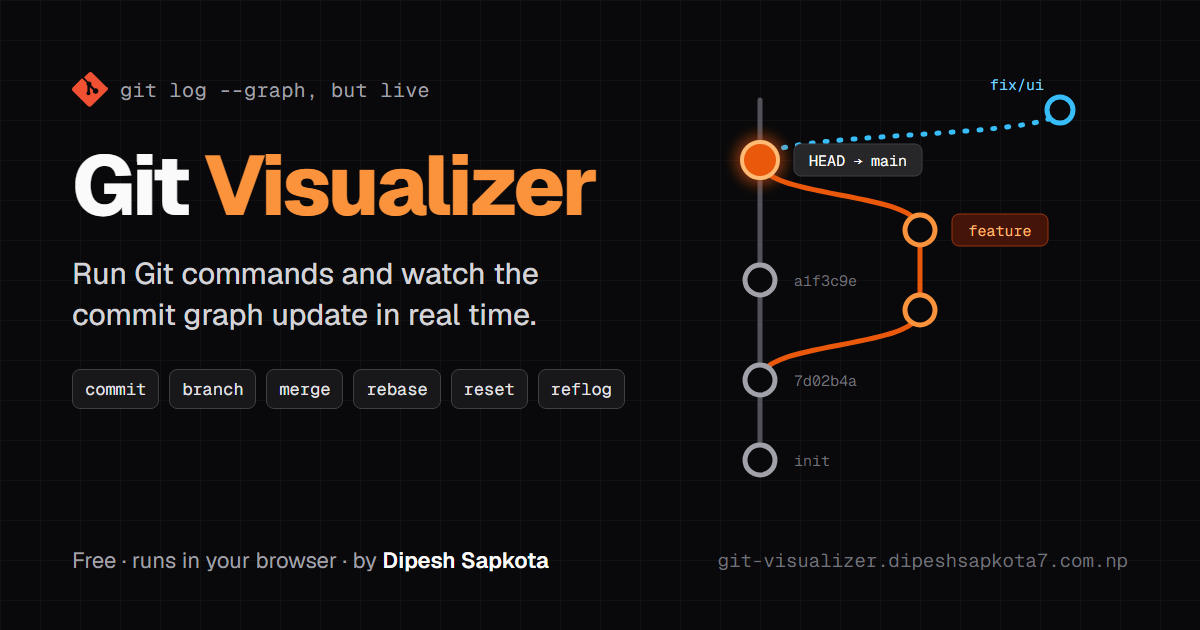 git log --graph, but live
Git Visualizer
Run Git commands and watch the
commit graph update in real time.
commit branch merge rebase reset reflog
fix/ui
HEAD → main
feature
a1f3c9e
7d02b4a
init
Free · runs in your browser · by Dipesh Sapkota
git-visualizer.dipeshsapkota7.com.np